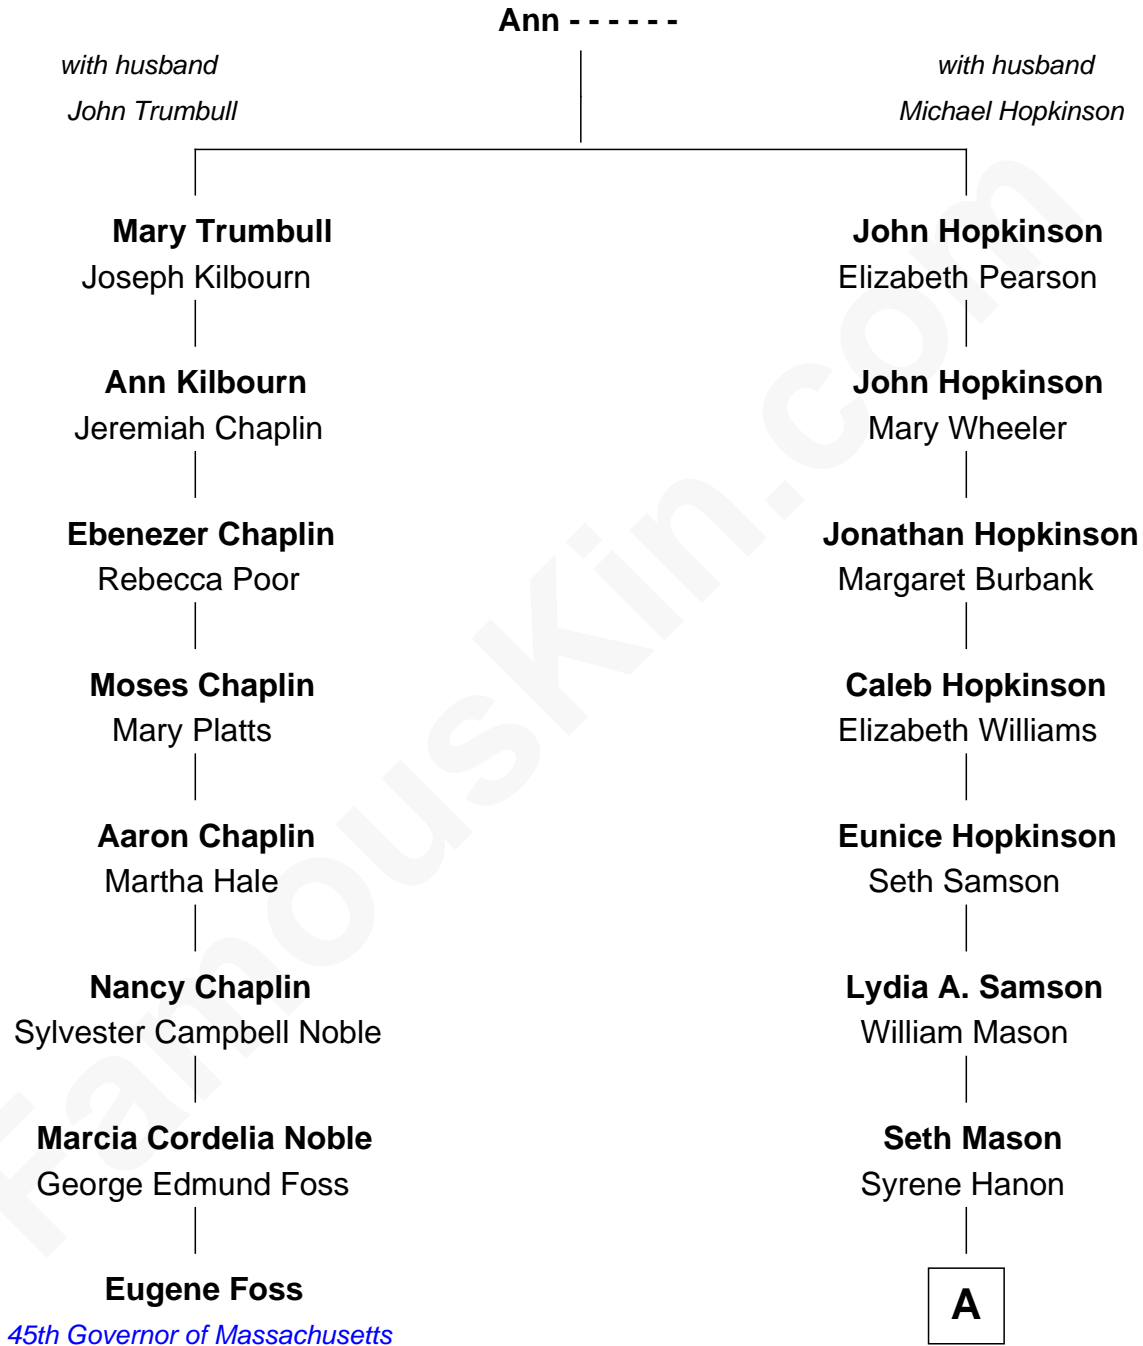 Ann - - - - - -
with husband
John Trumbull
with husband
Michael Hopkinson
Mary Trumbull
Joseph Kilbourn
John Hopkinson
Elizabeth Pearson
Ann Kilbourn
Jeremiah Chaplin
John Hopkinson
Mary Wheeler
Ebenezer Chaplin
Rebecca Poor
Jonathan Hopkinson
Margaret Burbank
Moses Chaplin
Mary Platts
Caleb Hopkinson
Elizabeth Williams
Aaron Chaplin
Martha Hale
Eunice Hopkinson
Seth Samson
Nancy Chaplin
Sylvester Campbell Noble
Lydia A. Samson
William Mason
Marcia Cordelia Noble
George Edmund Foss
Seth Mason
Syrene Hanon
Eugene Foss
45th Governor of Massachusetts
A
FamousKin.com